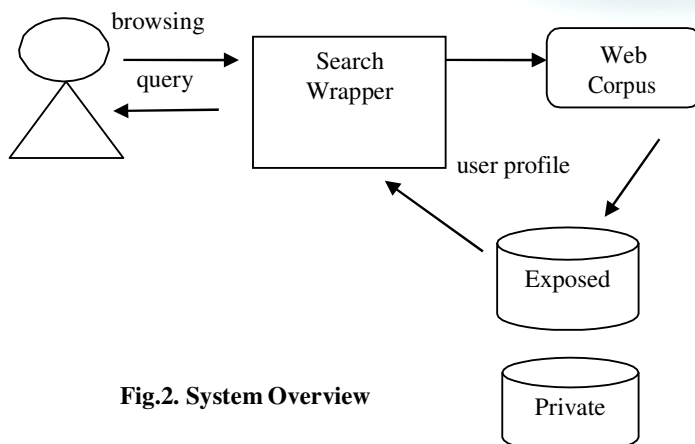 browsing
query
Search
Wrapper
Web
Corpus
user profile
Exposed
Fig.2. System Overview
Private